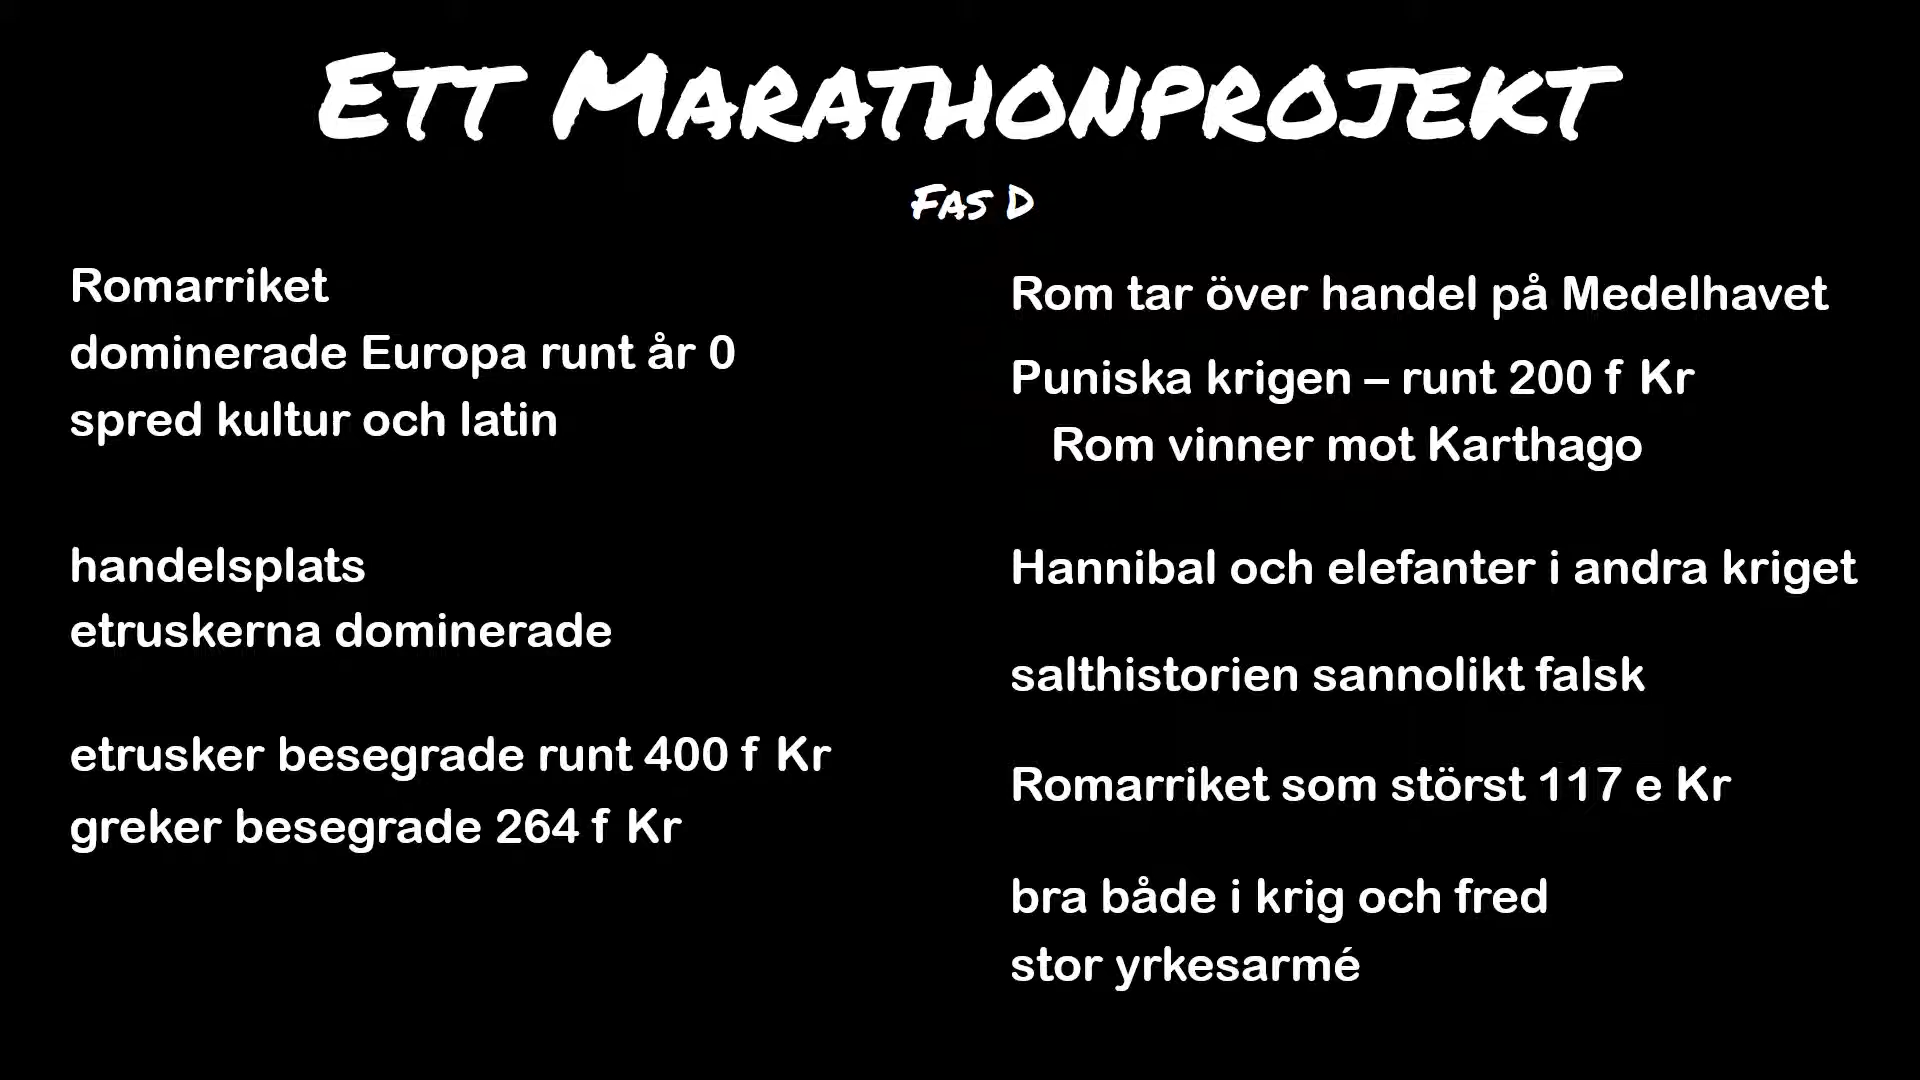 Ett Marathonprojekt
Fas D
Romarriket
dominerade Europa runt år 0
spred kultur och latin
handelsplats
etruskerna dominerade
etrusker besegrade runt 400 f Kr
greker besegrade 264 f Kr
Rom tar över handel på Medelhavet
Puniska krigen – runt 200 f Kr
Rom vinner mot Karthago
Hannibal och elefanter i andra kriget
salthistorien sannolikt falsk
Romarriket som störst 117 e Kr
bra både i krig och fred
stor yrkesarmé